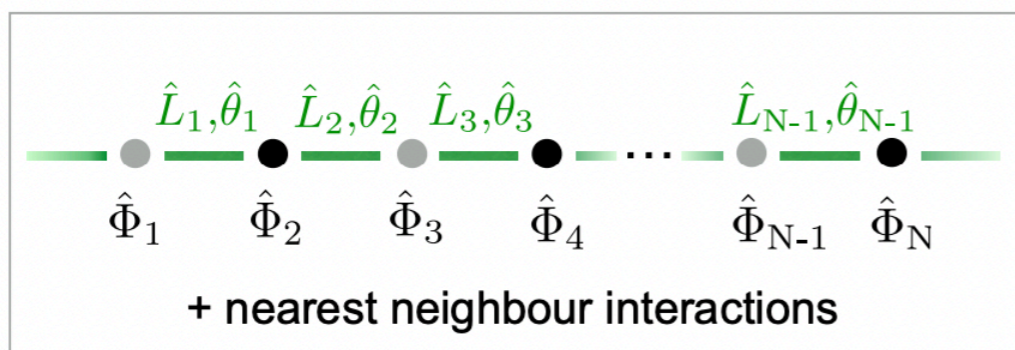 L̂₁,θ̂₁ L̂₂,θ̂₂ L̂₃,θ̂₃ L̂N-1,θ̂N-1
...
Φ̂₁ Φ̂₂ Φ̂₃ Φ̂₄ Φ̂N-1 Φ̂N
+ nearest neighbour interactions